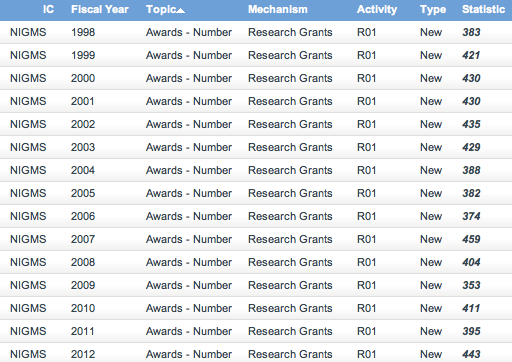 IC Fiscal Year Topic Mechanism Activity Type Statistic
NIGMS 1998 Awards - Number Research Grants R01 New 383
NIGMS 1999 Awards - Number Research Grants R01 New 421
NIGMS 2000 Awards - Number Research Grants R01 New 430
NIGMS 2001 Awards - Number Research Grants R01 New 430
NIGMS 2002 Awards - Number Research Grants R01 New 435
NIGMS 2003 Awards - Number Research Grants R01 New 429
NIGMS 2004 Awards - Number Research Grants R01 New 388
NIGMS 2005 Awards - Number Research Grants R01 New 382
NIGMS 2006 Awards - Number Research Grants R01 New 374
NIGMS 2007 Awards - Number Research Grants R01 New 459
NIGMS 2008 Awards - Number Research Grants R01 New 404
NIGMS 2009 Awards - Number Research Grants R01 New 353
NIGMS 2010 Awards - Number Research Grants R01 New 411
NIGMS 2011 Awards - Number Research Grants R01 New 395
NIGMS 2012 Awards - Number Research Grants R01 New 443